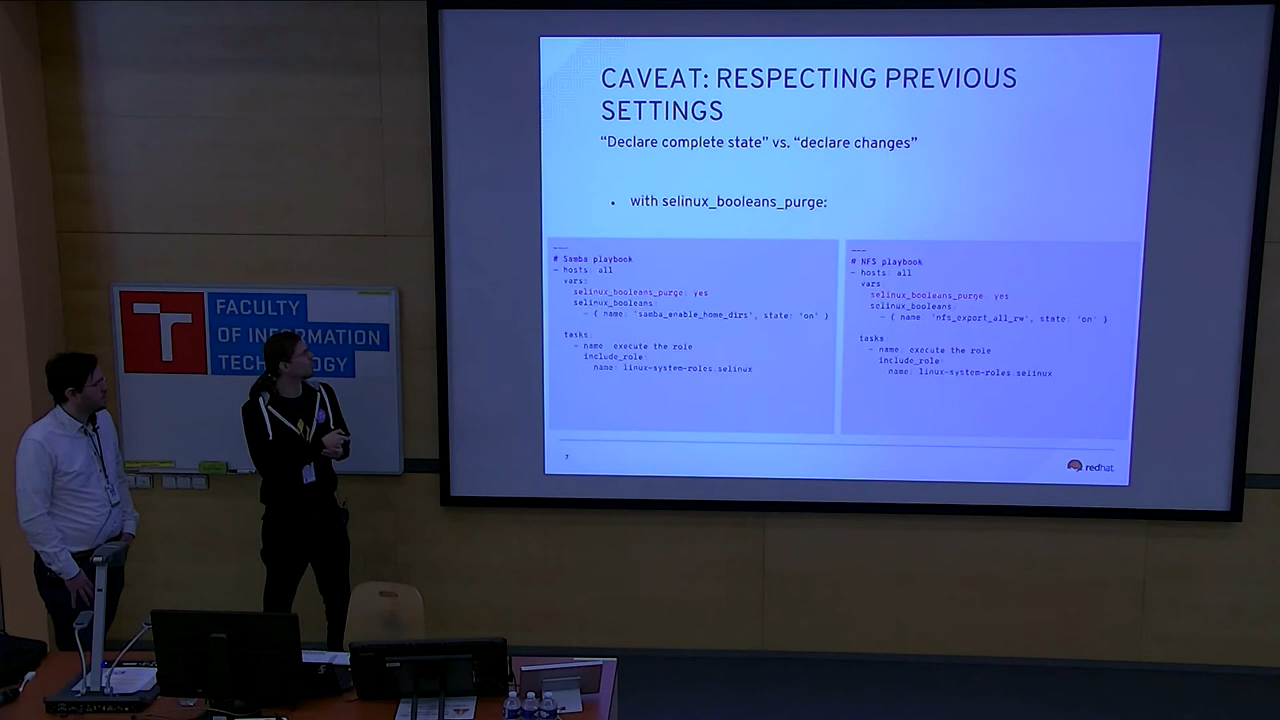 CAVEAT: RESPECTING PREVIOUS
SETTINGS
“Declare complete state” vs. “declare changes”
• with selinux_booleans_purge:
---
# Samba playbook
- hosts: all
vars:
selinux_booleans_purge: yes
selinux_booleans:
- { name: 'samba_enable_home_dirs', state: 'on' }
tasks:
- name: execute the role
include_role:
name: linux-system-roles.selinux
---
# NFS playbook
- hosts: all
vars:
selinux_booleans_purge: yes
selinux_booleans:
- { name: 'nfs_export_all_rw', state: 'on' }
tasks:
- name: execute the role
include_role:
name: linux-system-roles.selinux
7
redhat
T
FACULTY
OF INFORMATION
TECHNOLOGY